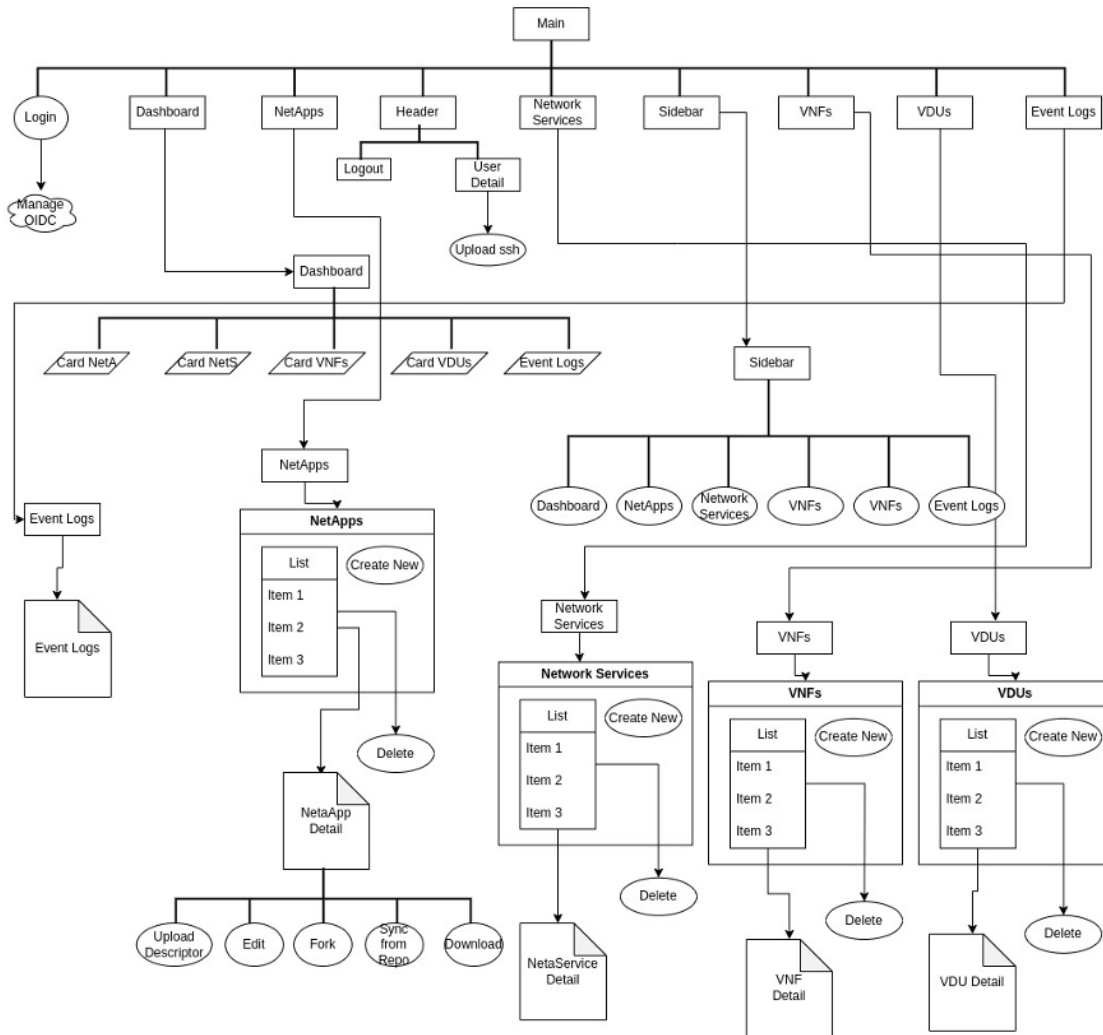 Main
Login
Dashboard
NetApps
Header
Network
Services
Sidebar
VNFs
VDUs
Event Logs
Logout
User
Detail
Manage
OIDC
Upload ssh
Dashboard
Card NetA
Card NetS
Card VNFs
Card VDUs
Event Logs
Sidebar
NetApps
Dashboard
NetApps
Network
Services
VNFs
VNFs
Event Logs
Event Logs
NetApps
List
Create New
Item 1
Item 2
Item 3
Event Logs
Network
Services
VNFs
VDUs
Network Services
List
Create New
Item 1
Item 2
Item 3
VNFs
List
Create New
Item 1
Item 2
Item 3
VDUs
List
Create New
Item 1
Item 2
Item 3
Delete
NetaApp
Detail
Delete
Delete
Delete
Upload
Descriptor
Edit
Fork
Sync
from
Repo
Download
NetaService
Detail
VNF
Detail
VDU Detail